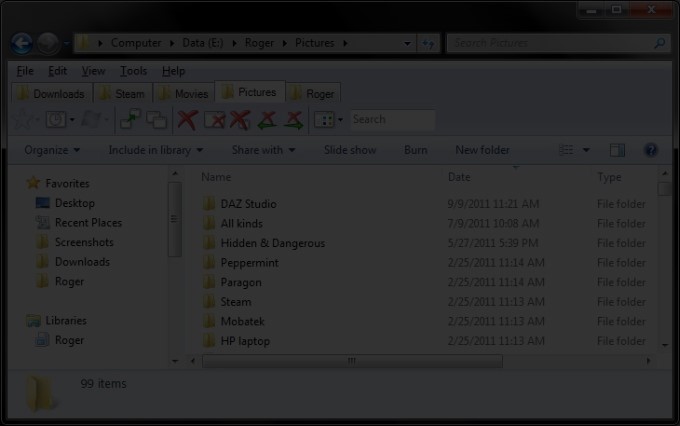 Computer Data (E:) Roger Pictures Search Pictures
File Edit View Tools Help
Downloads Steam Movies Pictures Roger
Search
Organize Include in library Share with Slide show Burn New folder
Name Date Type
Favorites
Desktop
Recent Places
Screenshots
Downloads
Roger
Libraries
Roger
DAZ Studio 9/9/2011 11:21 AM File folder
All kinds 7/9/2011 10:08 AM File folder
Hidden & Dangerous 5/27/2011 5:39 PM File folder
Peppermint 2/25/2011 11:14 AM File folder
Paragon 2/25/2011 11:14 AM File folder
Steam 2/25/2011 11:13 AM File folder
Mobatek 2/25/2011 11:13 AM File folder
HP laptop 2/25/2011 11:13 AM File folder
99 items